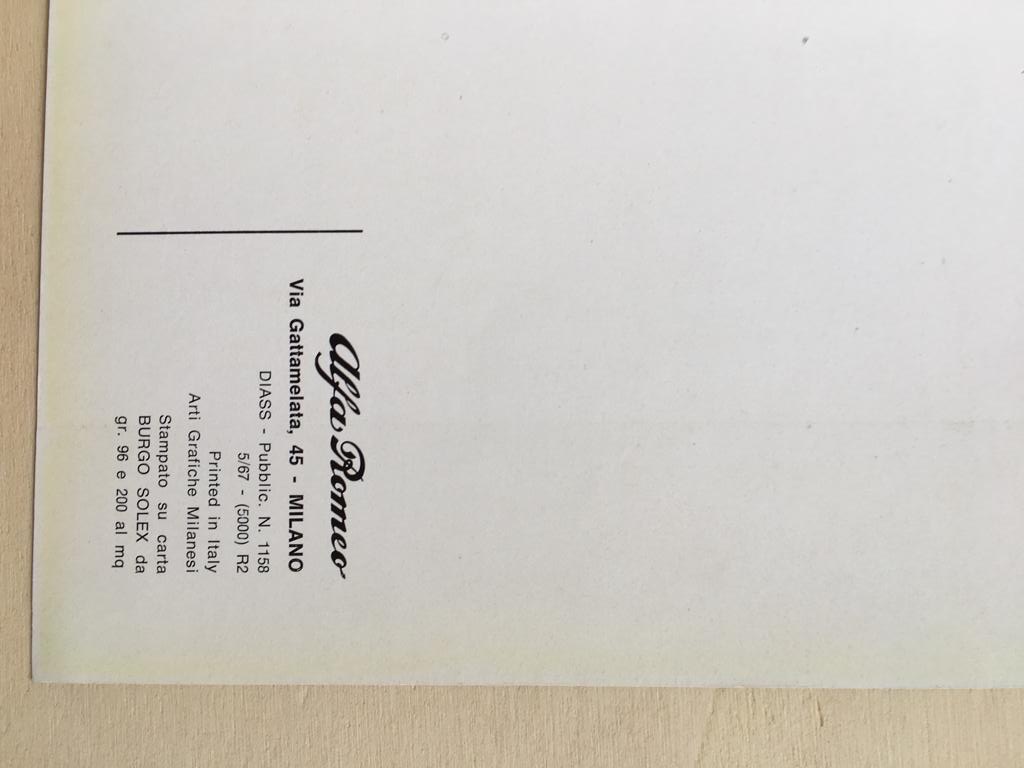 Alfa Romeo
Via Gattamelata, 45 - MILANO
DIASS - Pubblic. N. 1158
5/67 - (5000) R2
Printed in Italy
Arti Grafiche Milanesi
Stampato su carta
BURGO SOLEX da
gr. 96 e 200 al mq